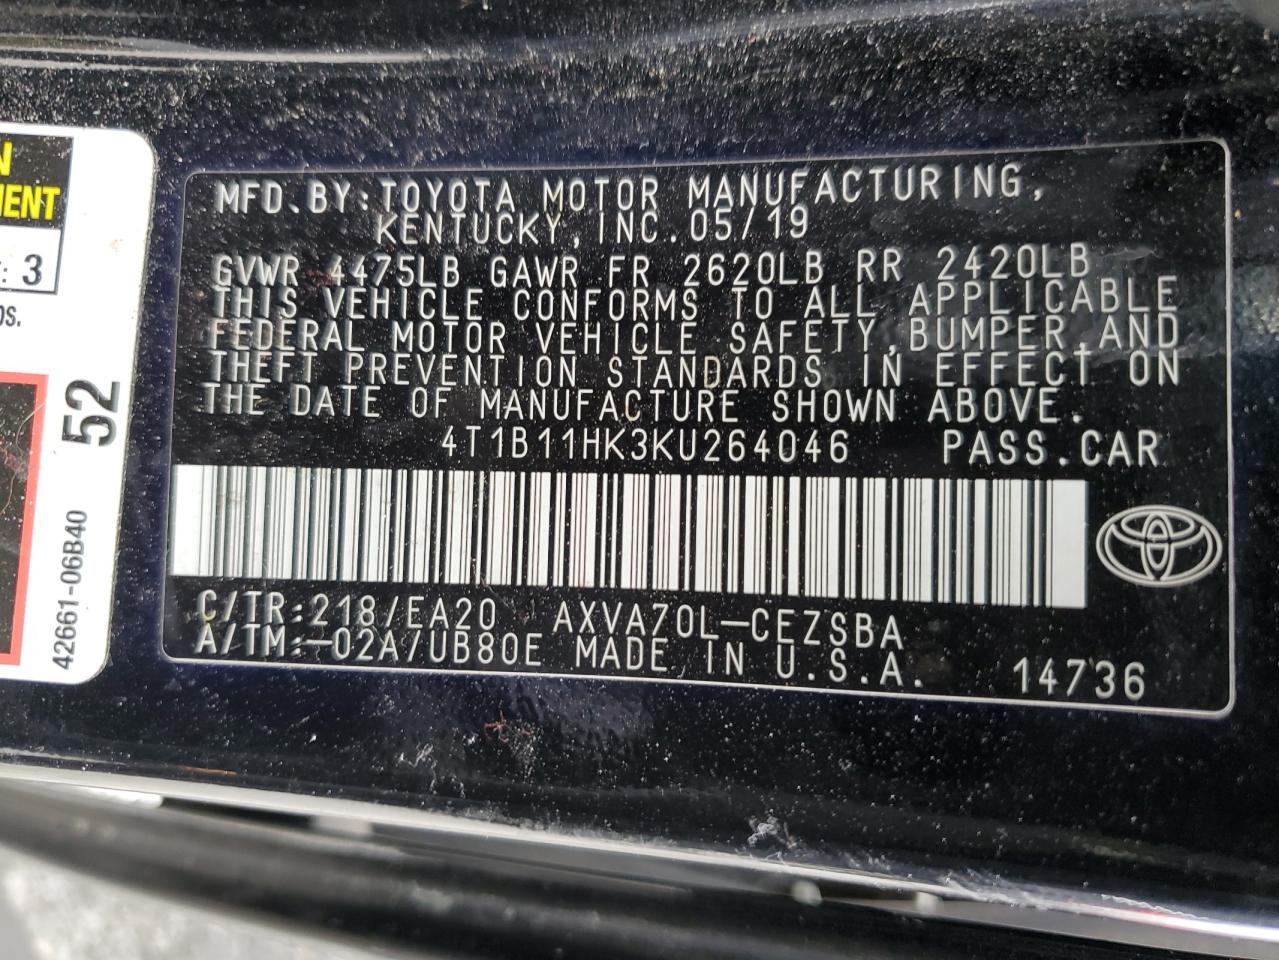 MFD.BY:TOYOTA MOTOR MANUFACTURING,
KENTUCKY,INC.05/19
GVWR 4475LB GAWR FR 2620LB RR 2420LB
THIS VEHICLE CONFORMS TO ALL APPLICABLE
FEDERAL MOTOR VEHICLE SAFETY,BUMPER,AND
THEFT PREVENTION STANDARDS IN EFFECT ON
THE DATE OF MANUFACTURE SHOWN ABOVE.
4T1B11HK3KU264046 PASS.CAR
C/TR:218/EA20 AXVA70L-CEZSBA
A/TM:-02A/UB80E MADE IN U.S.A. 14736
: 3
52
42661-06B40